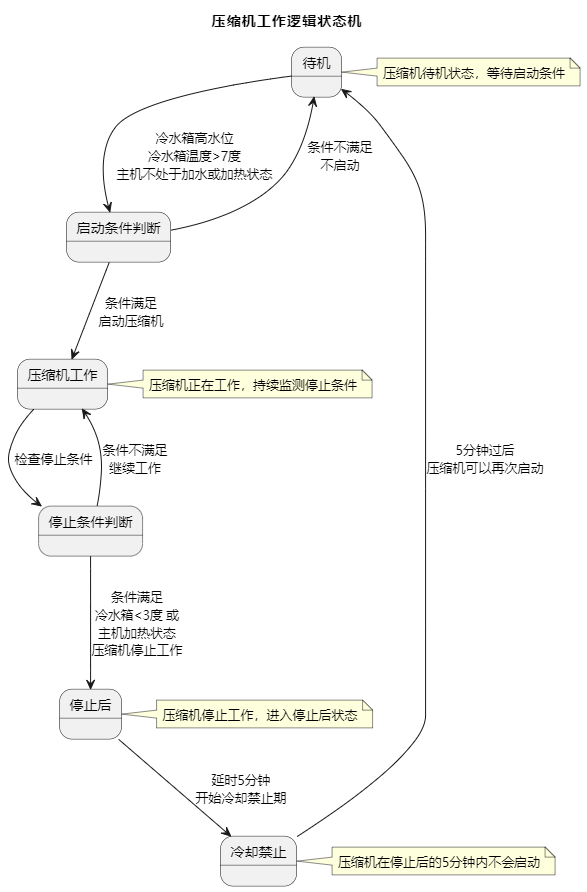 压缩机工作逻辑状态机
待机
压缩机待机状态，等待启动条件
冷水箱高水位
冷水箱温度>7度
主机不处于加水或加热状态
条件不满足
不启动
启动条件判断
条件满足
启动压缩机
压缩机工作
压缩机正在工作，持续监测停止条件
检查停止条件
条件不满足
继续工作
5分钟过后
压缩机可以再次启动
停止条件判断
条件满足
冷水箱<3度 或
主机加热状态
压缩机停止工作
停止后
压缩机停止工作，进入停止后状态
延时5分钟
开始冷却禁止期
冷却禁止
压缩机在停止后的5分钟内不会启动